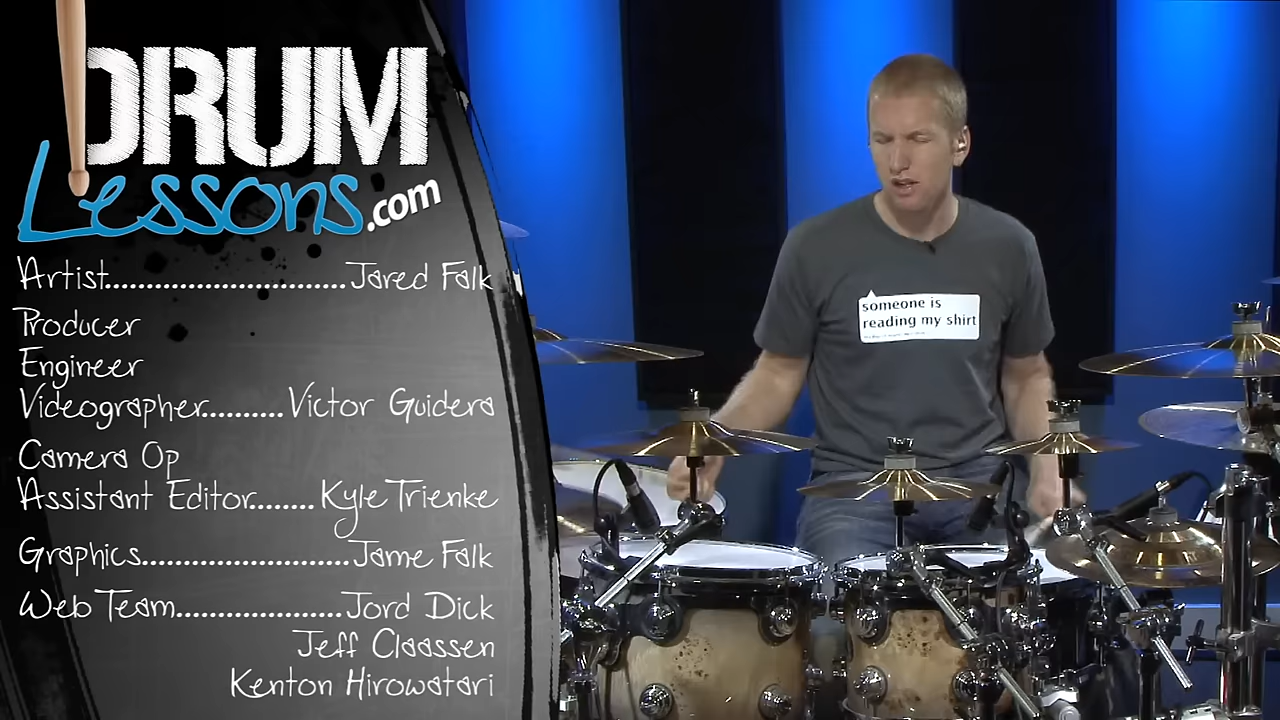 DRUM
Lessons.com
Artist..............................Jared Falk
Producer
Engineer
Videographer..........Victor Guidera
Camera Op
Assistant Editor........Kyle Trienke
Graphics..........................Jame Falk
Web Team.....................Jord Dick
Jeff Claassen
Kenton Hirowatari
someone is
reading my shirt